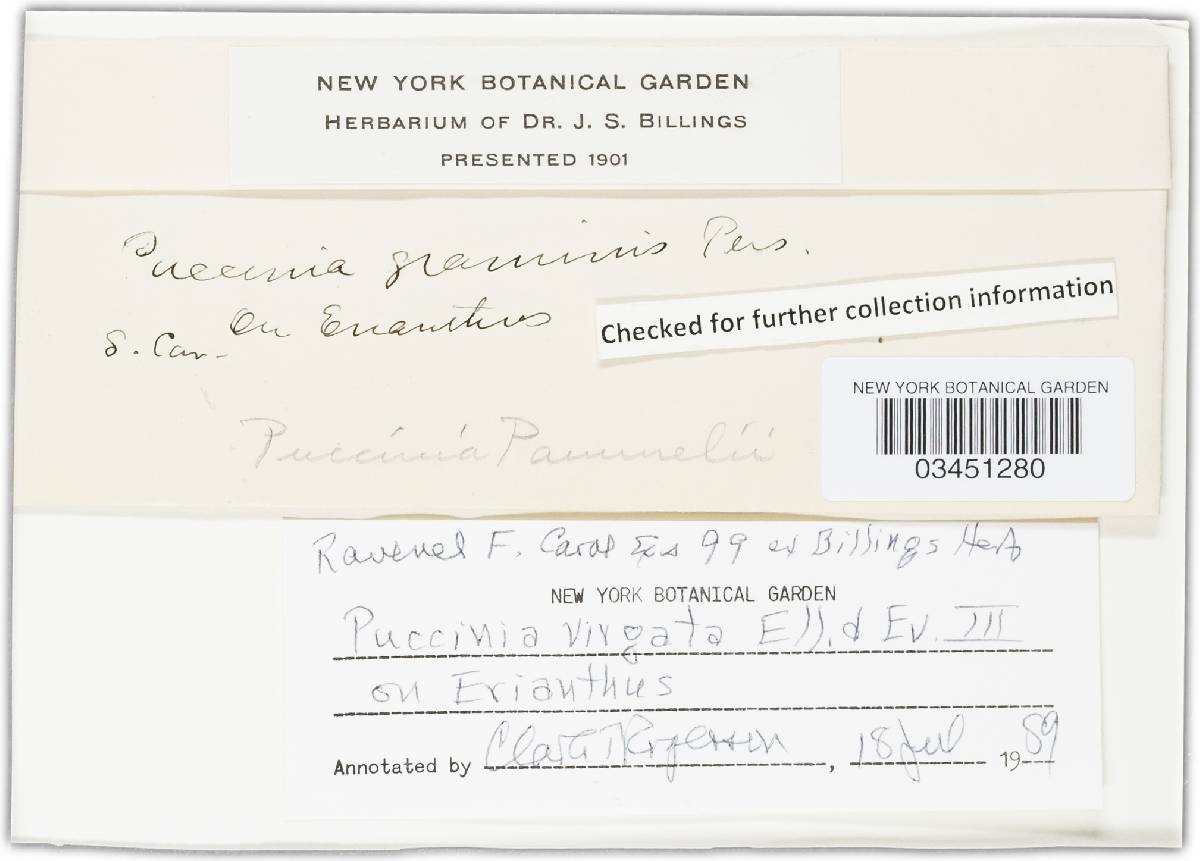 NEW YORK BOTANICAL GARDEN
HERBARIUM OF DR. J. S. BILLINGS
PRESENTED 1901
Puccinia graminis Pers.
On Erianthus
S. Car-
Checked for further collection information
NEW YORK BOTANICAL GARDEN
03451280
Puccinia Pammelii
Ravenel F. Carol Exs 99 ex Billings Herb
NEW YORK BOTANICAL GARDEN
Puccinia virgata Ell. & Ev. III
on Erianthus
Annotated by Clark T Rogerson, 18 Jul 1989